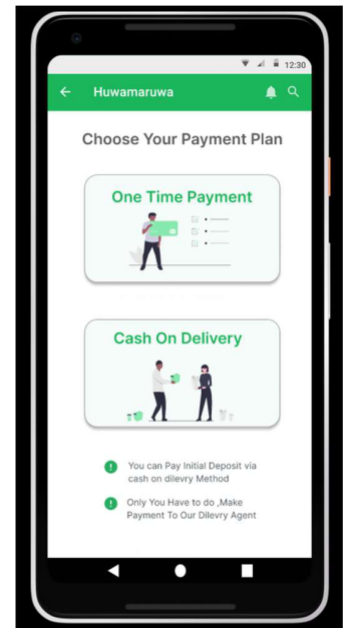 12:30
Huwamaruwa
Choose Your Payment Plan
One Time Payment
Cash On Delivery
You can Pay Initial Deposit via
cash on dilevry Method
Only You Have to do ,Make
Payment To Our Dilevry Agent